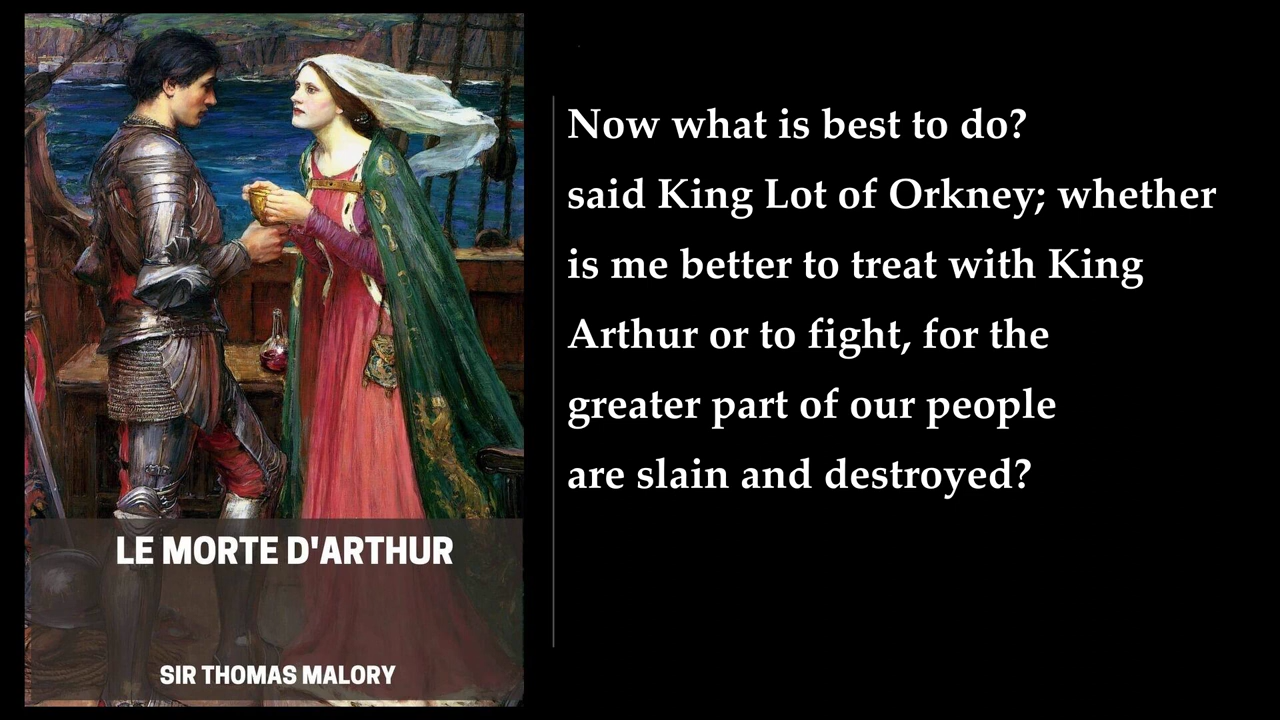 LE MORTE D'ARTHUR
SIR THOMAS MALORY
Now what is best to do?
said King Lot of Orkney; whether
is me better to treat with King
Arthur or to fight, for the
greater part of our people
are slain and destroyed?